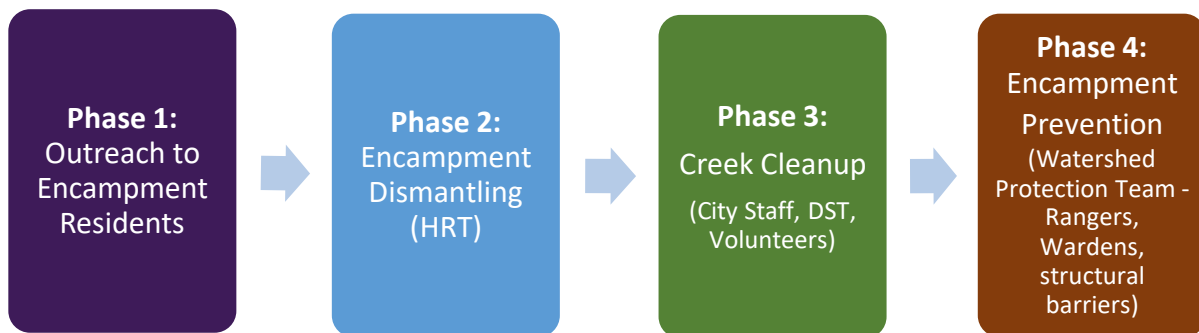 Phase 1:
Outreach to
Encampment
Residents
Phase 2:
Encampment
Dismantling
(HRT)
Phase 3:
Creek Cleanup
(City Staff, DST,
Volunteers)
Phase 4:
Encampment
Prevention
(Watershed
Protection Team -
Rangers,
Wardens,
structural
barriers)